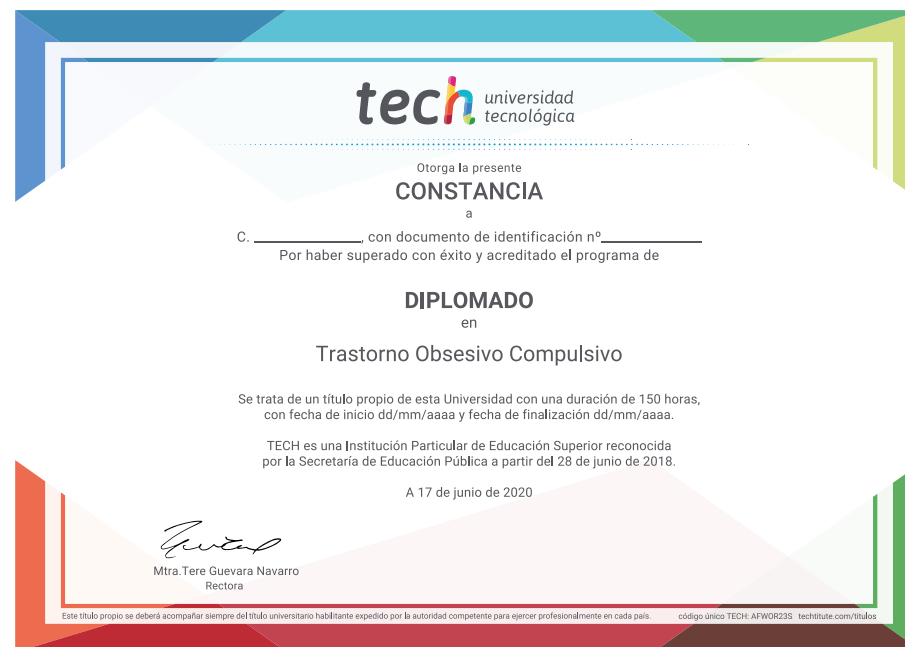 tech universidad
tecnológica
Otorga la presente
CONSTANCIA
a
C. ______________, con documento de identificación nº_____________
Por haber superado con éxito y acreditado el programa de
DIPLOMADO
en
Trastorno Obsesivo Compulsivo
Se trata de un título propio de esta Universidad con una duración de 150 horas,
con fecha de inicio dd/mm/aaaa y fecha de finalización dd/mm/aaaa.
TECH es una Institución Particular de Educación Superior reconocida
por la Secretaría de Educación Pública a partir del 28 de junio de 2018.
A 17 de junio de 2020
Mtra.Tere Guevara Navarro
Rectora
Este título propio se deberá acompañar siempre del título universitario habilitante expedido por la autoridad competente para ejercer profesionalmente en cada país. código único TECH: AFWOR23S techtitute.com/titulos